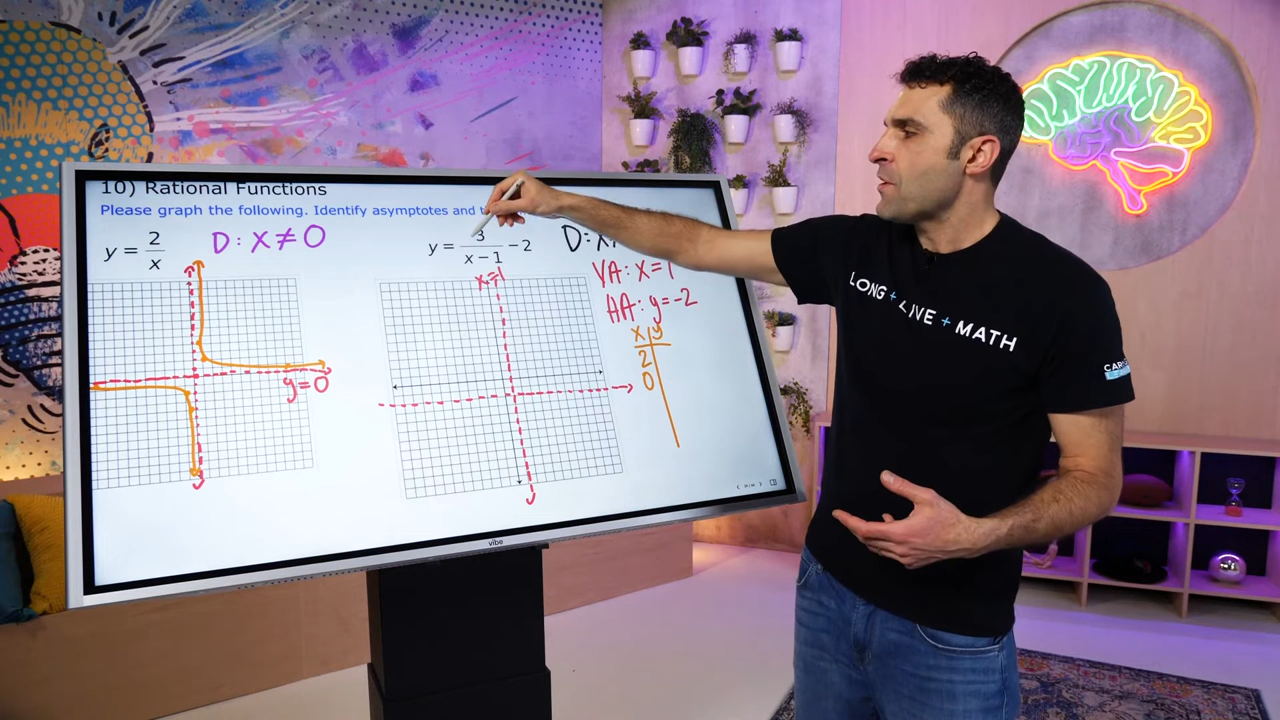 10) Rational Functions
Please graph the following. Identify asymptotes and
y = 2/x
D: x ≠ 0
y = 3/(x − 1) − 2
D: x
VA: x = 1
HA: y = -2
x = 1
x | y
2
0
y = 0
vibe
LONG + LIVE + MATH